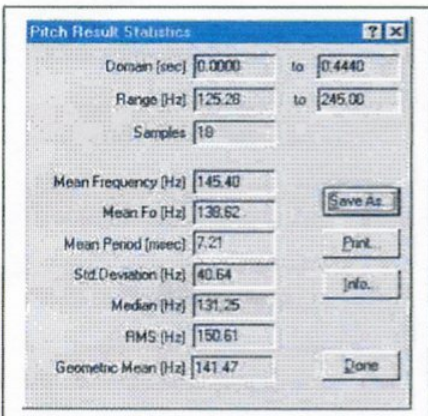 Pitch Result Statistics
Domain [sec] 0.0000 to 0.4440
Range [Hz] 125.28 to 245.00
Samples 18
Mean Frequency [Hz] 145.40
Mean Fo [Hz] 138.62
Save As...
Mean Period [msec] 7.21
Print...
Std.Deviation [Hz] 40.64
Info...
Median [Hz] 131.25
RMS [Hz] 150.61
Geometric Mean [Hz] 141.47
Done